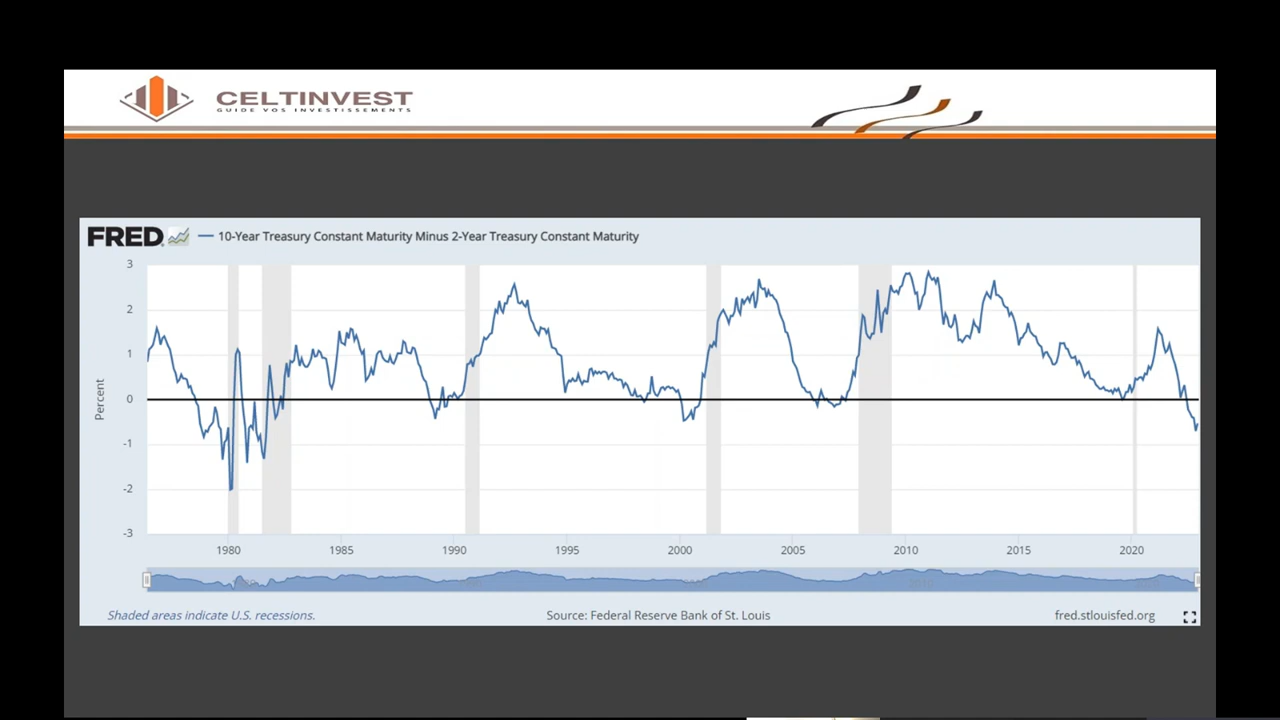 CELTINVEST
GUIDE VOS INVESTISSEMENTS
FRED 10-Year Treasury Constant Maturity Minus 2-Year Treasury Constant Maturity
3
2
1
0
-1
-2
-3
Percent
1980 1985 1990 1995 2000 2005 2010 2015 2020
Shaded areas indicate U.S. recessions. Source: Federal Reserve Bank of St. Louis fred.stlouisfed.org